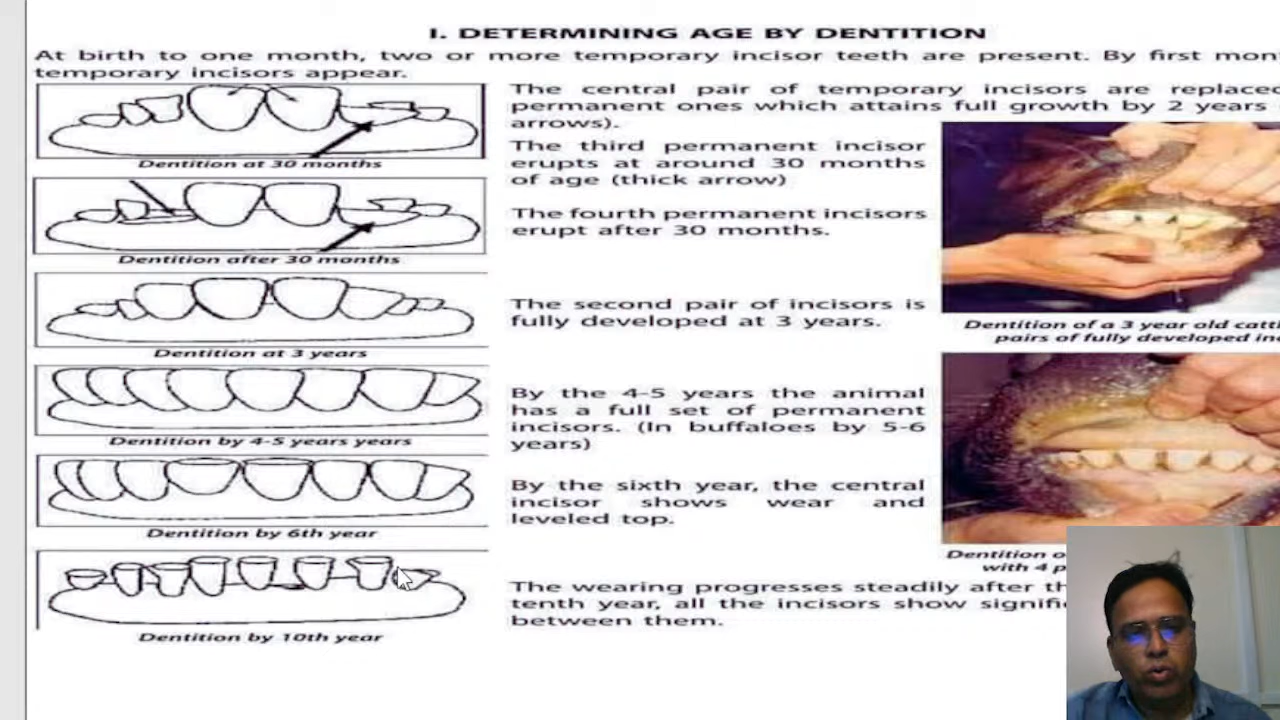 I. DETERMINING AGE BY DENTITION
At birth to one month, two or more temporary incisor teeth are present. By first
temporary incisors appear.
The central pair of temporary incisors are
permanent ones which attains full growth by 2 years
arrows).
Dentition at 30 months
The third permanent incisor
erupts at around 30 months
of age (thick arrow)
The fourth permanent incisors
erupt after 30 months.
Dentition after 30 months
The second pair of incisors is
fully developed at 3 years.
Dentition of a 3 year old
pairs of fully developed
Dentition at 3 years
By the 4-5 years the animal
has a full set of permanent
incisors. (In buffaloes by 5-6
years)
Dentition by 4-5 years years
By the sixth year, the central
incisor shows wear and
leveled top.
Dentition by 6th year
Dentition
with 4
The wearing progresses steadily after
tenth year, all the incisors show
between them.
Dentition by 10th year